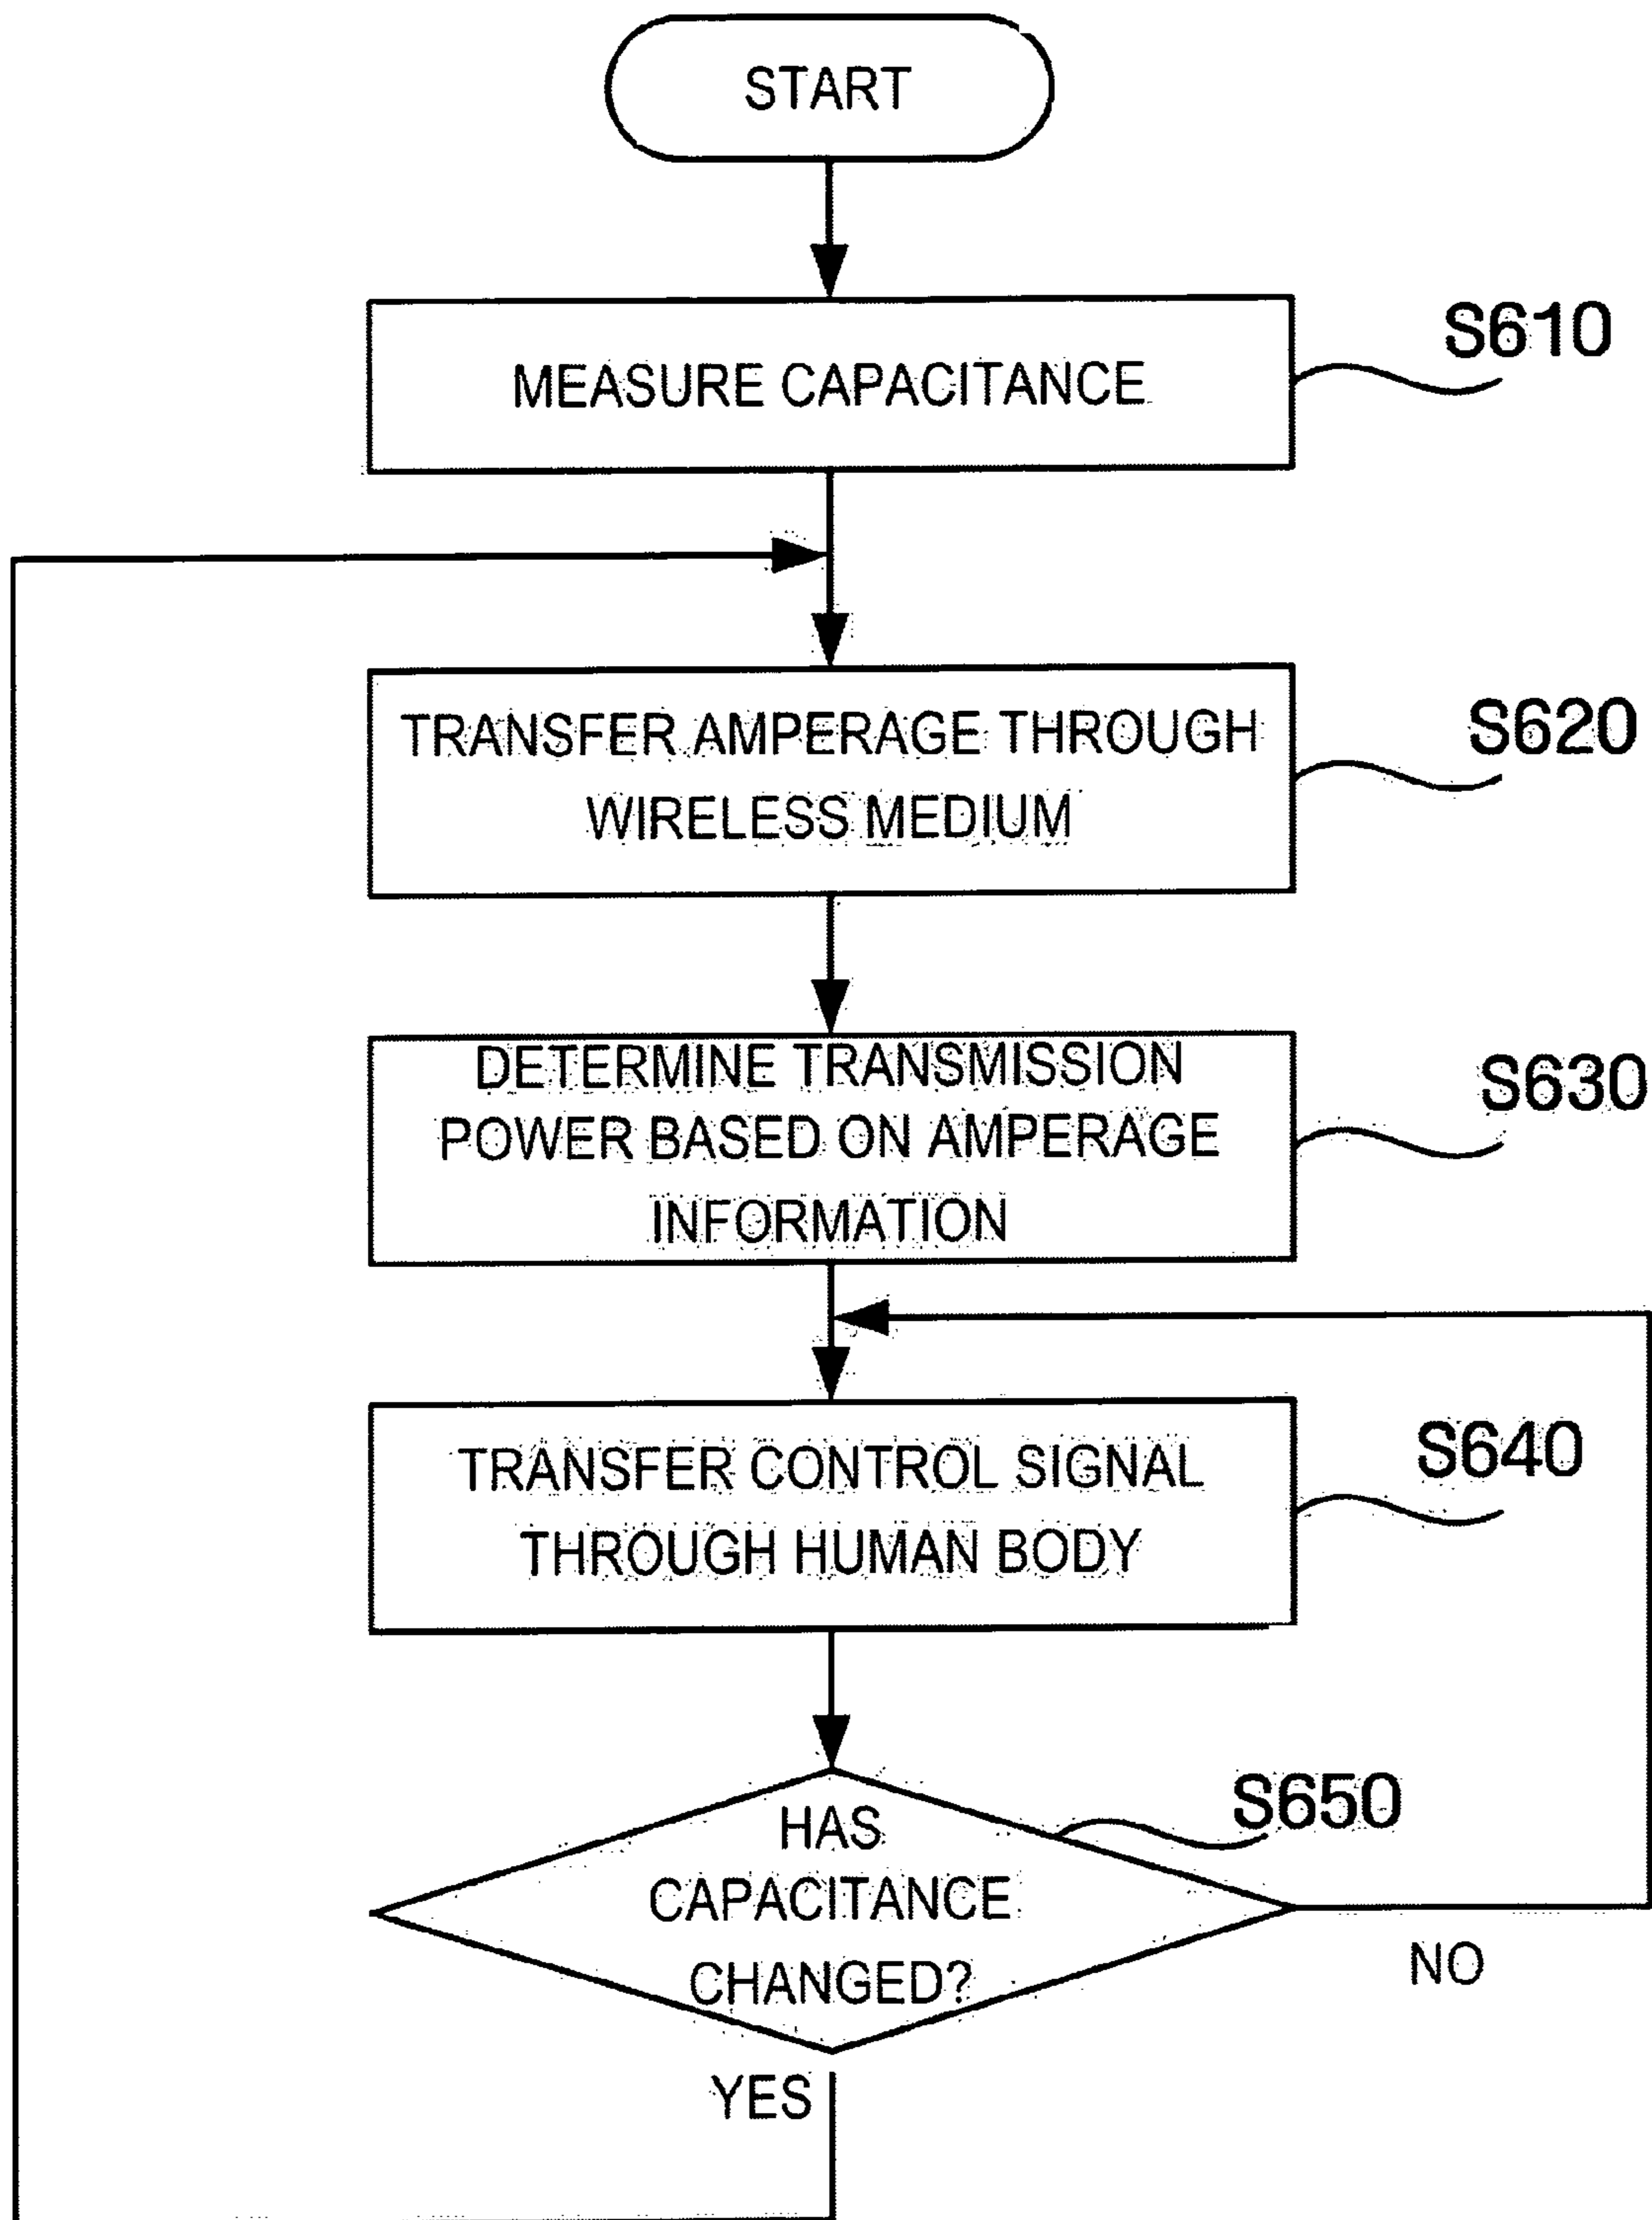 START
MEASURE CAPACITANCE
S610
TRANSFER AMPERAGE THROUGH
WIRELESS MEDIUM
S620
DETERMINE TRANSMISSION
POWER BASED ON AMPERAGE
INFORMATION
S630
TRANSFER CONTROL SIGNAL
THROUGH HUMAN BODY
S640
HAS
CAPACITANCE
CHANGED?
S650
NO
YES